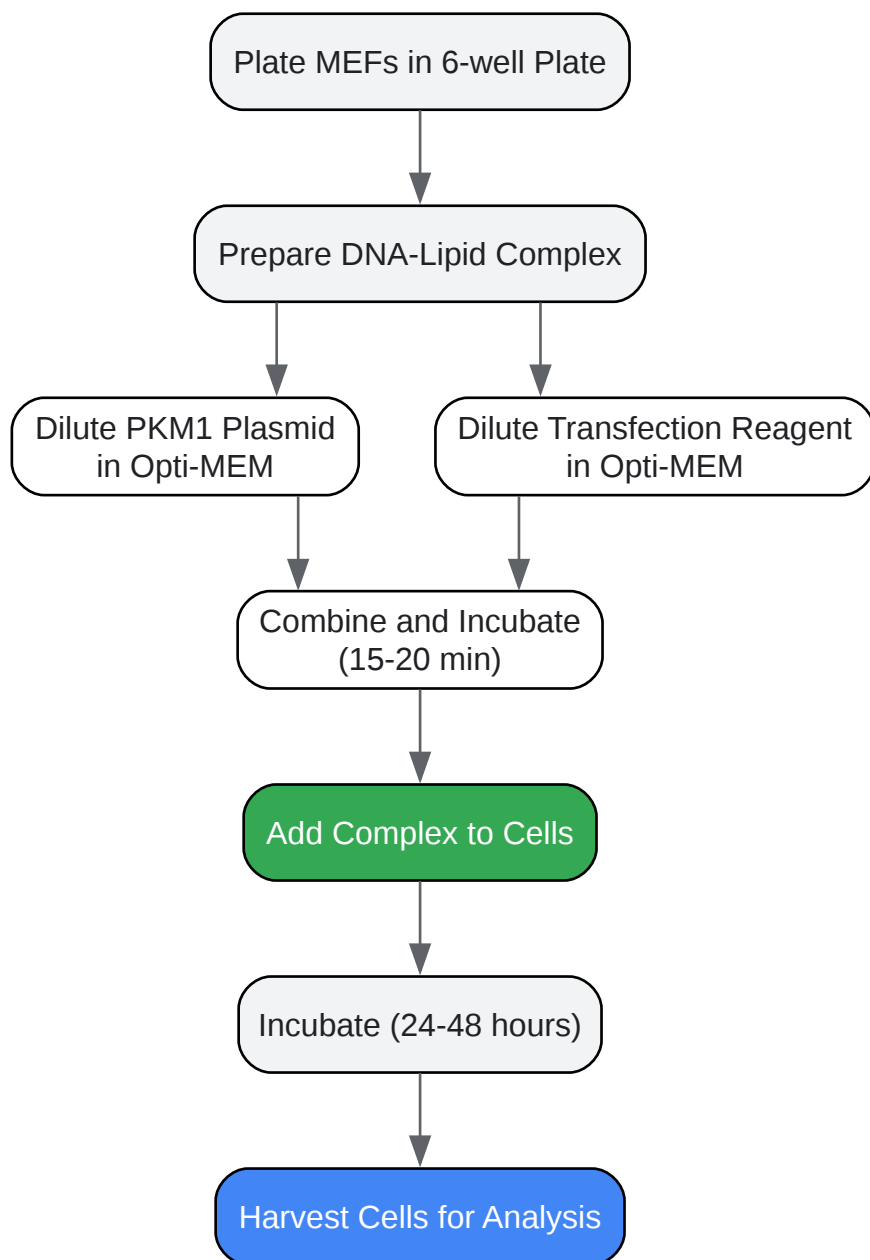 Plate MEFs in 6-well Plate
Prepare DNA-Lipid Complex
Dilute PKM1 Plasmid
in Opti-MEM
Dilute Transfection Reagent
in Opti-MEM
Combine and Incubate
(15-20 min)
Add Complex to Cells
Incubate (24-48 hours)
Harvest Cells for Analysis